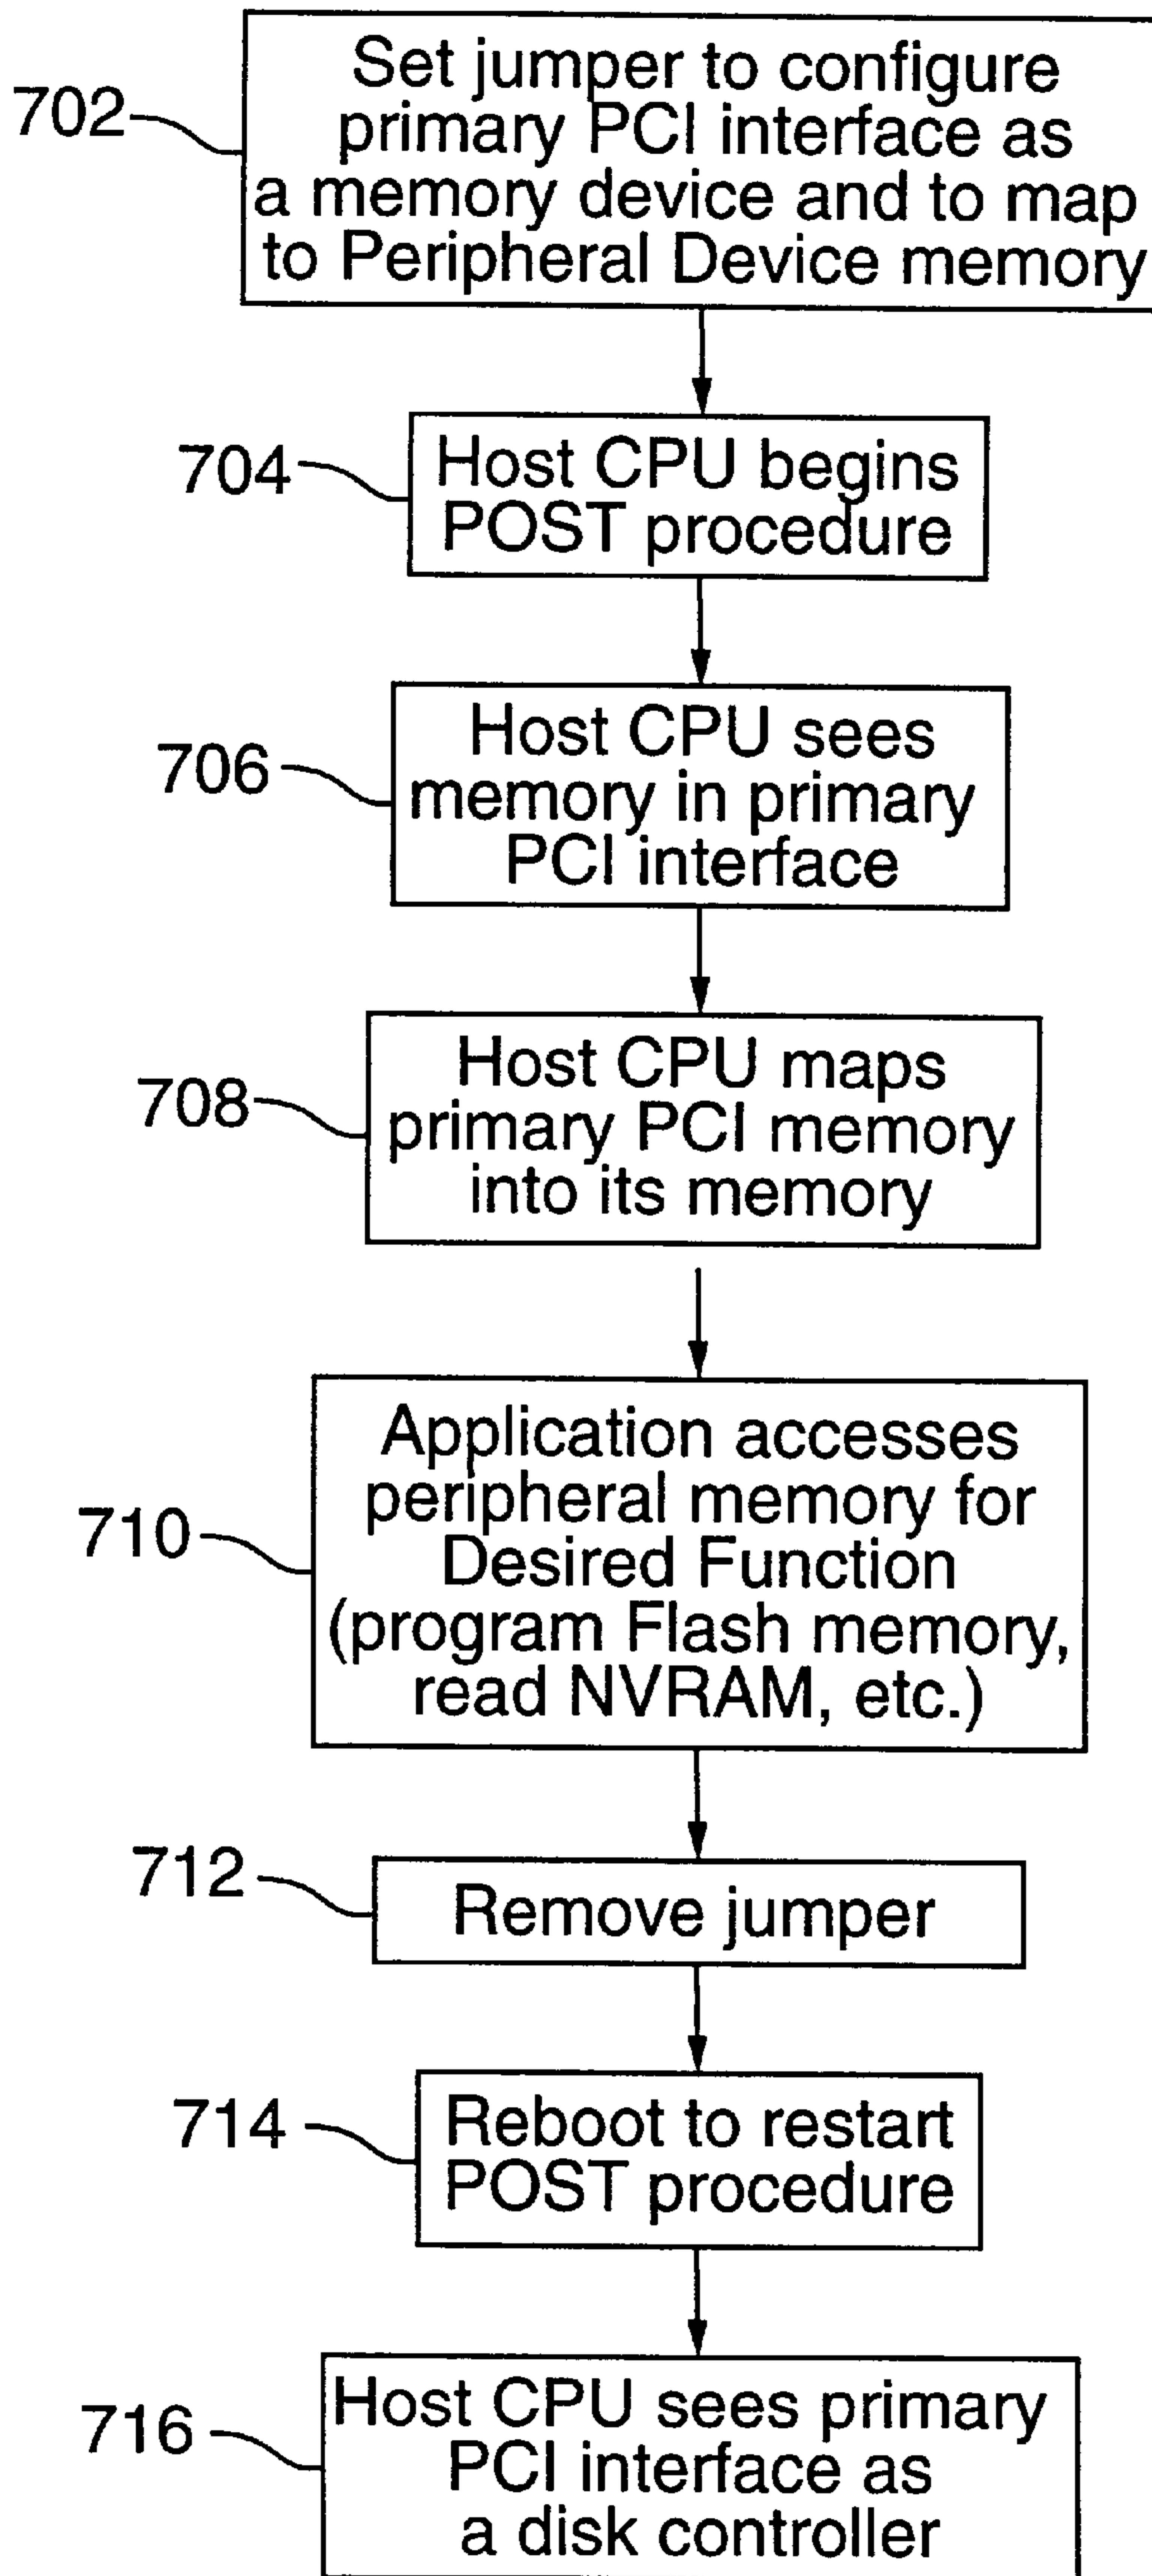 702
Set jumper to configure
primary PCI interface as
a memory device and to map
to Peripheral Device memory
704
Host CPU begins
POST procedure
706
Host CPU sees
memory in primary
PCI interface
708
Host CPU maps
primary PCI memory
into its memory
710
Application accesses
peripheral memory for
Desired Function
(program Flash memory,
read NVRAM, etc.)
712
Remove jumper
714
Reboot to restart
POST procedure
716
Host CPU sees primary
PCI interface as
a disk controller